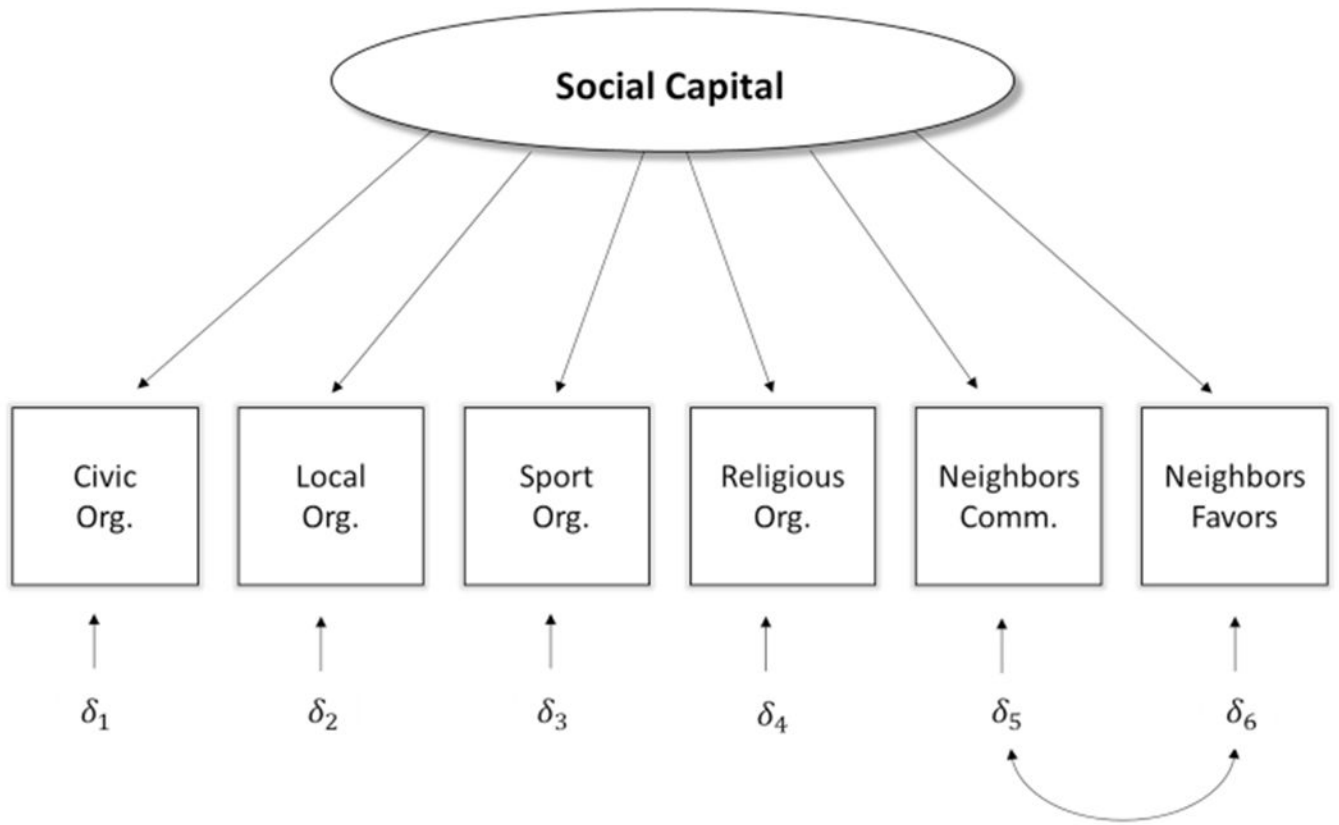 Social Capital
Civic
Org.
Local
Org.
Sport
Org.
Religious
Org.
Neighbors
Comm.
Neighbors
Favors
δ₁
δ₂
δ₃
δ₄
δ₅
δ₆